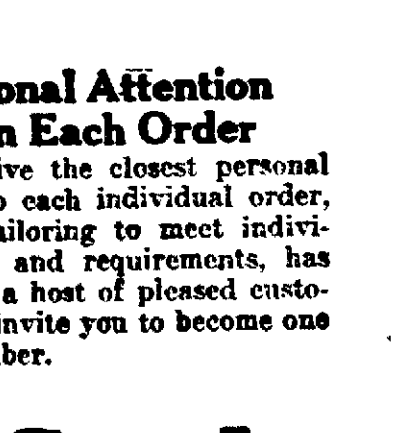 onal Attention
n Each Order
ive the closest personal
o each individual order,
ailoring to meet indivi-
and requirements, has
a host of pleased custo-
invite you to become one
ber.